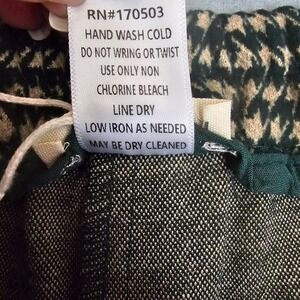 RN#170503
HAND WASH COLD
DO NOT WRING OR TWIST
USE ONLY NON
CHLORINE BLEACH
LINE DRY
LOW IRON AS NEEDED
MAY BE DRY CLEANED